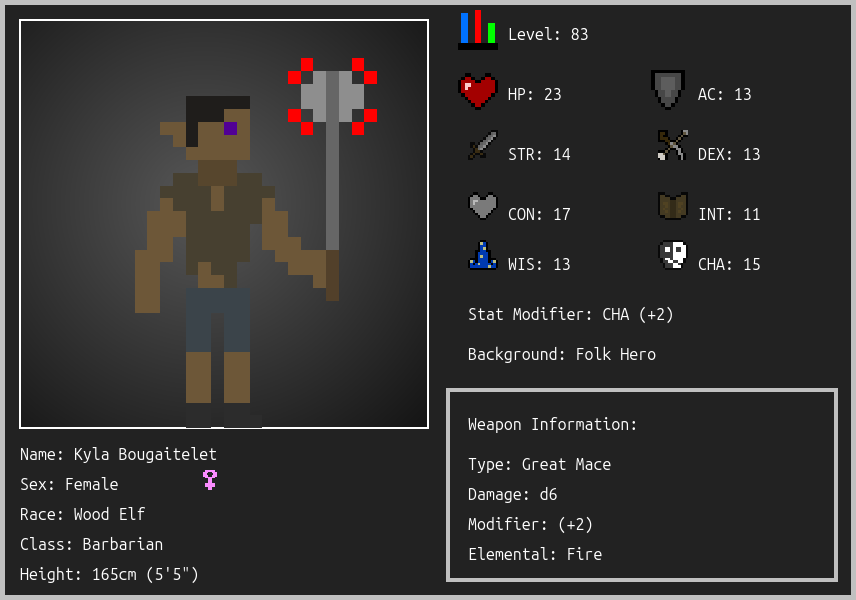 Level: 83
HP: 23
AC: 13
STR: 14
DEX: 13
CON: 17
INT: 11
WIS: 13
CHA: 15
Stat Modifier: CHA (+2)
Background: Folk Hero
Weapon Information:
Type: Great Mace
Damage: d6
Modifier: (+2)
Elemental: Fire
Name: Kyla Bougaitelet
Sex: Female
Race: Wood Elf
Class: Barbarian
Height: 165cm (5'5")